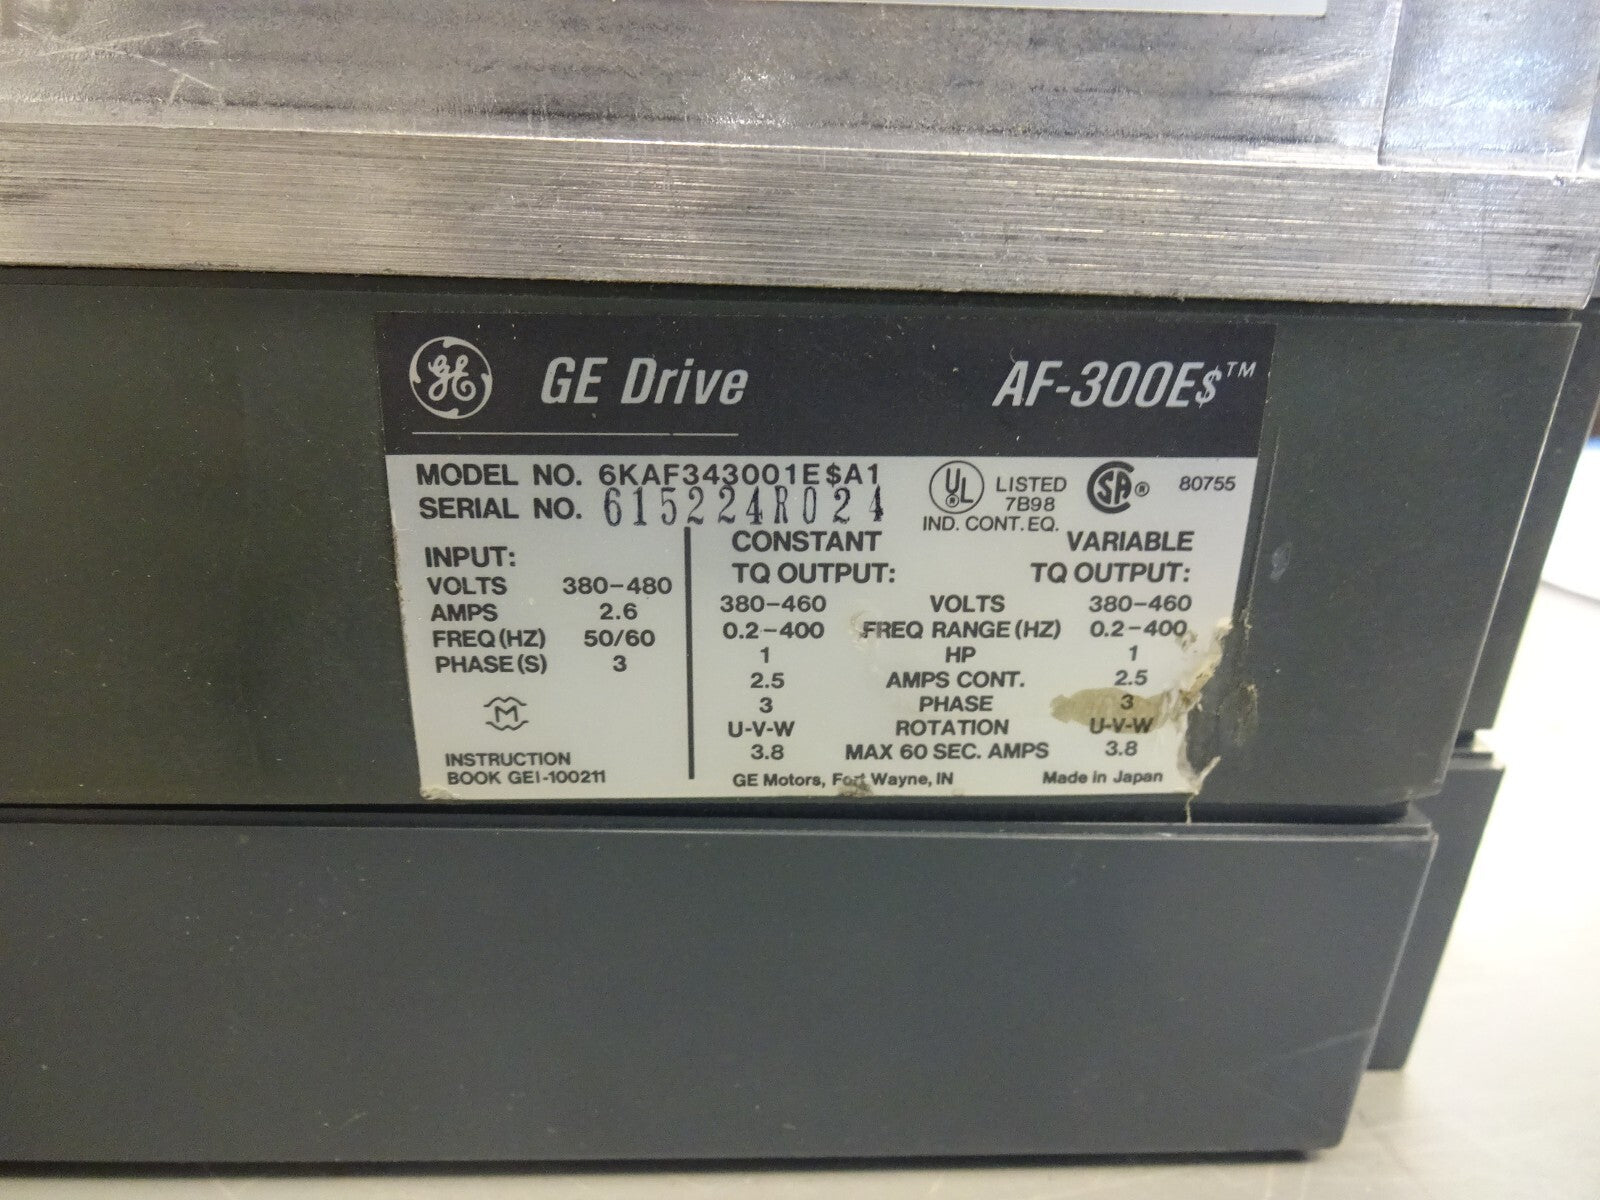 GE GE Drive AF-300E$™
MODEL NO. 6KAF343001E$A1
SERIAL NO. 615224R024
UL ® LISTED 7B98 IND. CONT. EQ.
SA ® 80755
INPUT:
VOLTS 380-480
AMPS 2.6
FREQ (HZ) 50/60
PHASE (S) 3
M
INSTRUCTION
BOOK GEI-100211
CONSTANT VARIABLE
TQ OUTPUT: TQ OUTPUT:
380-460 VOLTS 380-460
0.2-400 FREQ RANGE (HZ) 0.2-400
1 HP 1
2.5 AMPS CONT. 2.5
3 PHASE 3
U-V-W ROTATION U-V-W
3.8 MAX 60 SEC. AMPS 3.8
GE Motors, Fort Wayne, IN Made in Japan